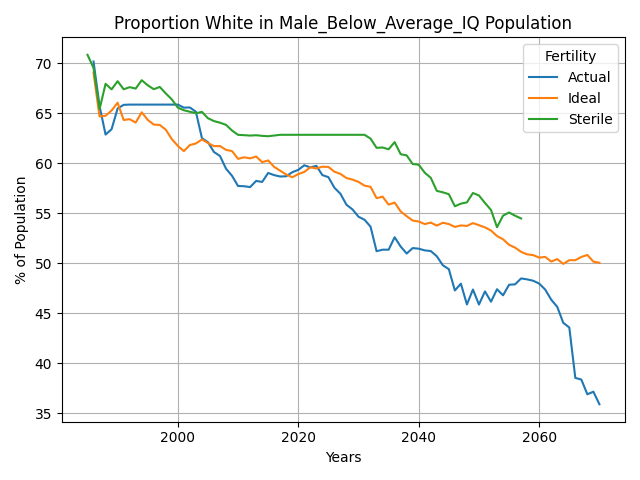 Proportion White in Male_Below_Average_IQ Population
Fertility
Actual
Ideal
Sterile
% of Population
70
65
60
55
50
45
40
35
2000
2020
2040
2060
Years